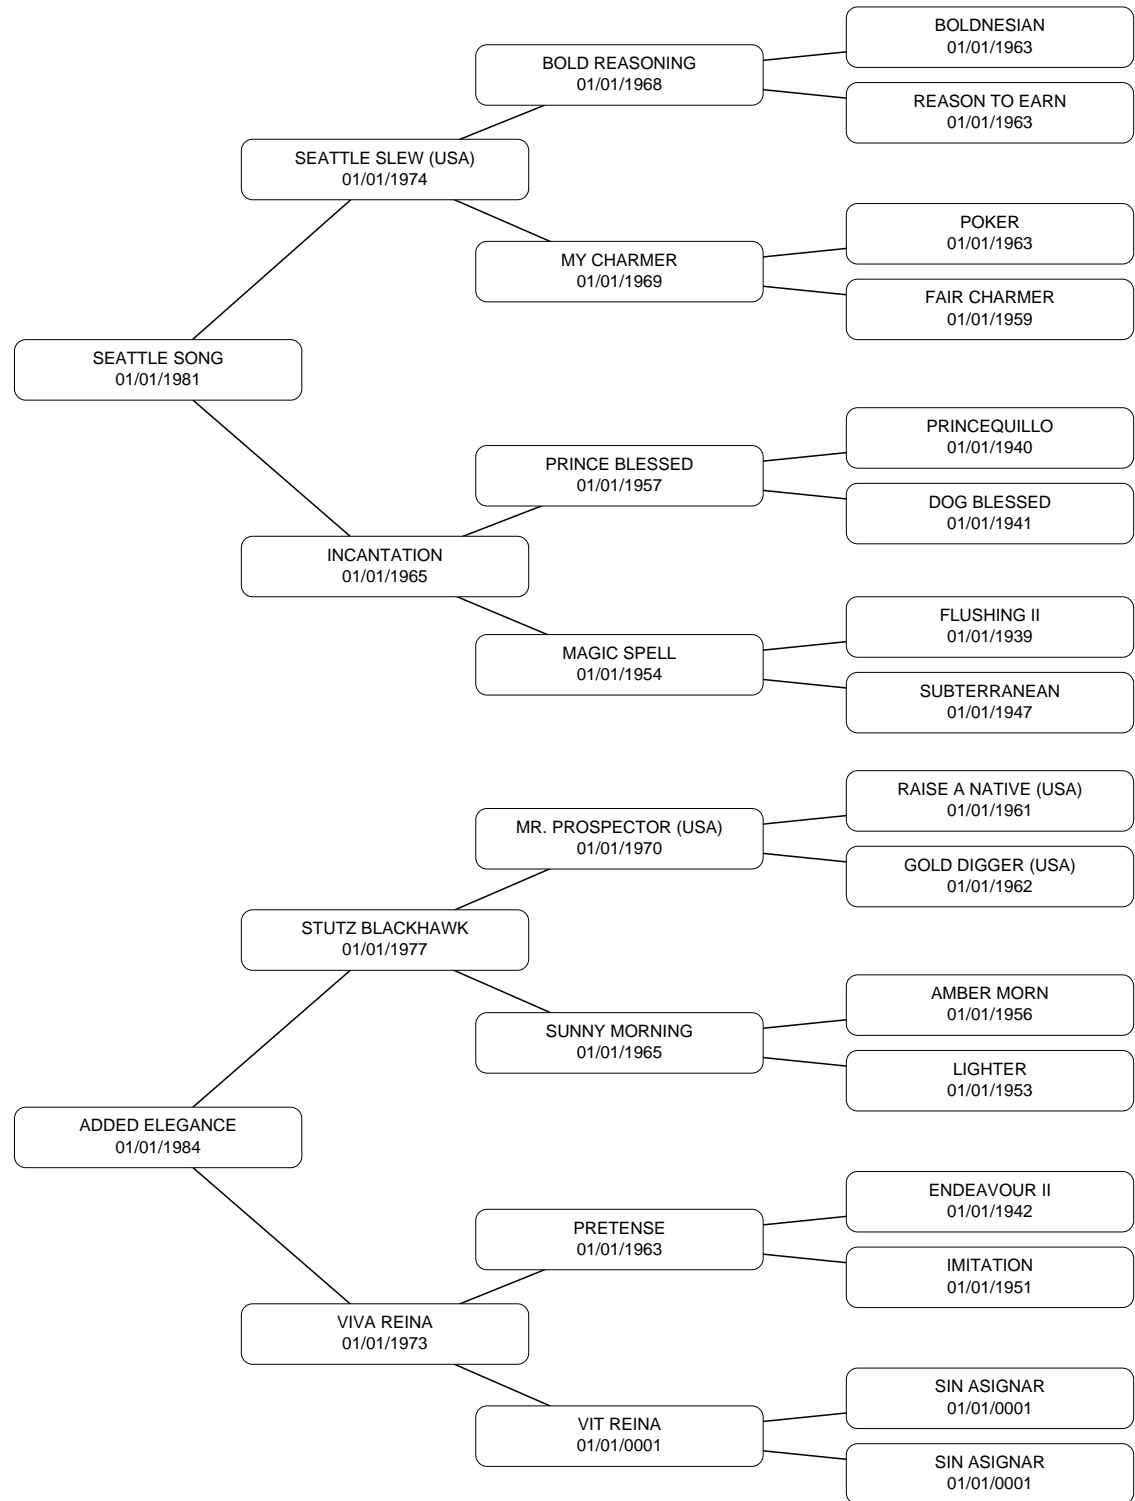 BOLDNESIAN
01/01/1963
BOLD REASONING
01/01/1968
REASON TO EARN
01/01/1963
SEATTLE SLEW (USA)
01/01/1974
POKER
01/01/1963
MY CHARMER
01/01/1969
FAIR CHARMER
01/01/1959
SEATTLE SONG
01/01/1981
PRINCEQUILLO
01/01/1940
PRINCE BLESSED
01/01/1957
DOG BLESSED
01/01/1941
INCANTATION
01/01/1965
FLUSHING II
01/01/1939
MAGIC SPELL
01/01/1954
SUBTERRANEAN
01/01/1947
RAISE A NATIVE (USA)
01/01/1961
MR. PROSPECTOR (USA)
01/01/1970
GOLD DIGGER (USA)
01/01/1962
STUTZ BLACKHAWK
01/01/1977
AMBER MORN
01/01/1956
SUNNY MORNING
01/01/1965
LIGHTER
01/01/1953
ADDED ELEGANCE
01/01/1984
ENDEAVOUR II
01/01/1942
PRETENSE
01/01/1963
IMITATION
01/01/1951
VIVA REINA
01/01/1973
SIN ASIGNAR
01/01/0001
VIT REINA
01/01/0001
SIN ASIGNAR
01/01/0001